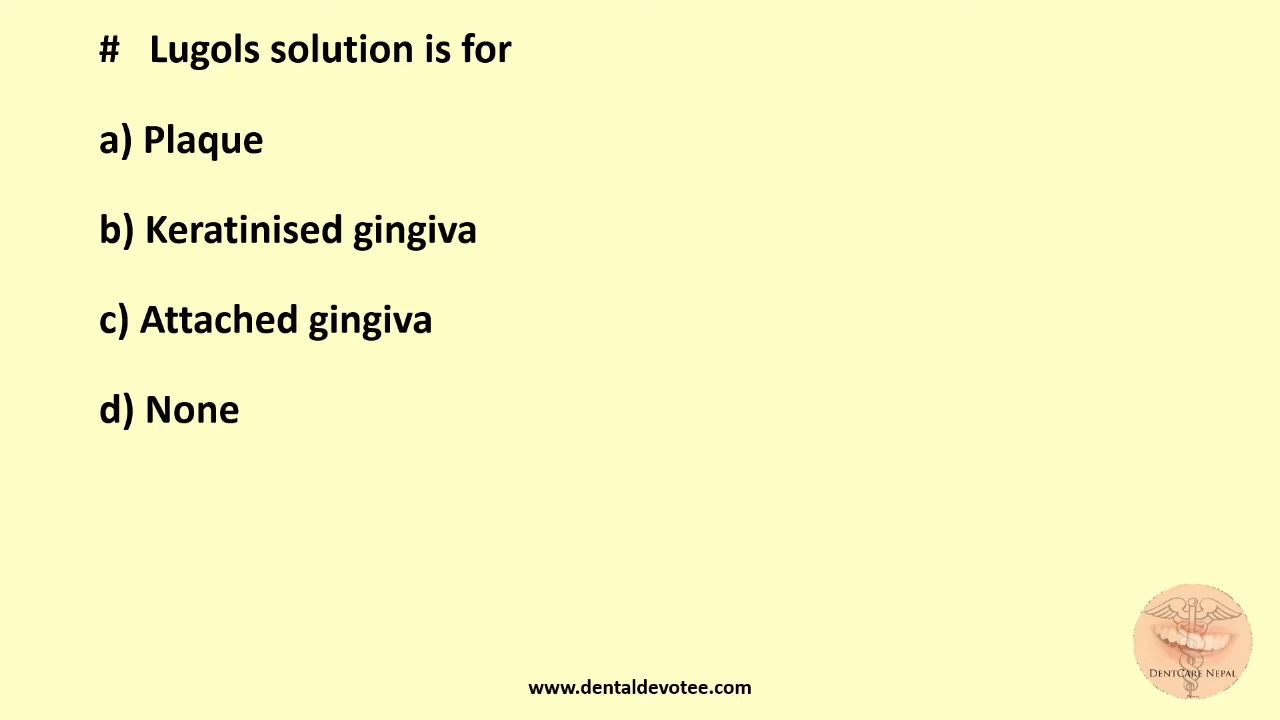 # Lugols solution is for
a) Plaque
b) Keratinised gingiva
c) Attached gingiva
d) None
DENTCARE NEPAL
www.dentaldevotee.com